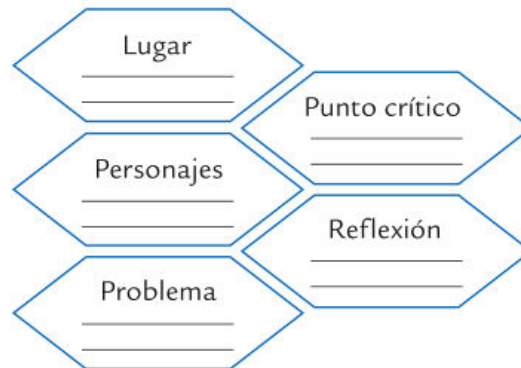 Lugar
Personajes
Problema
Punto crítico
Reflexión